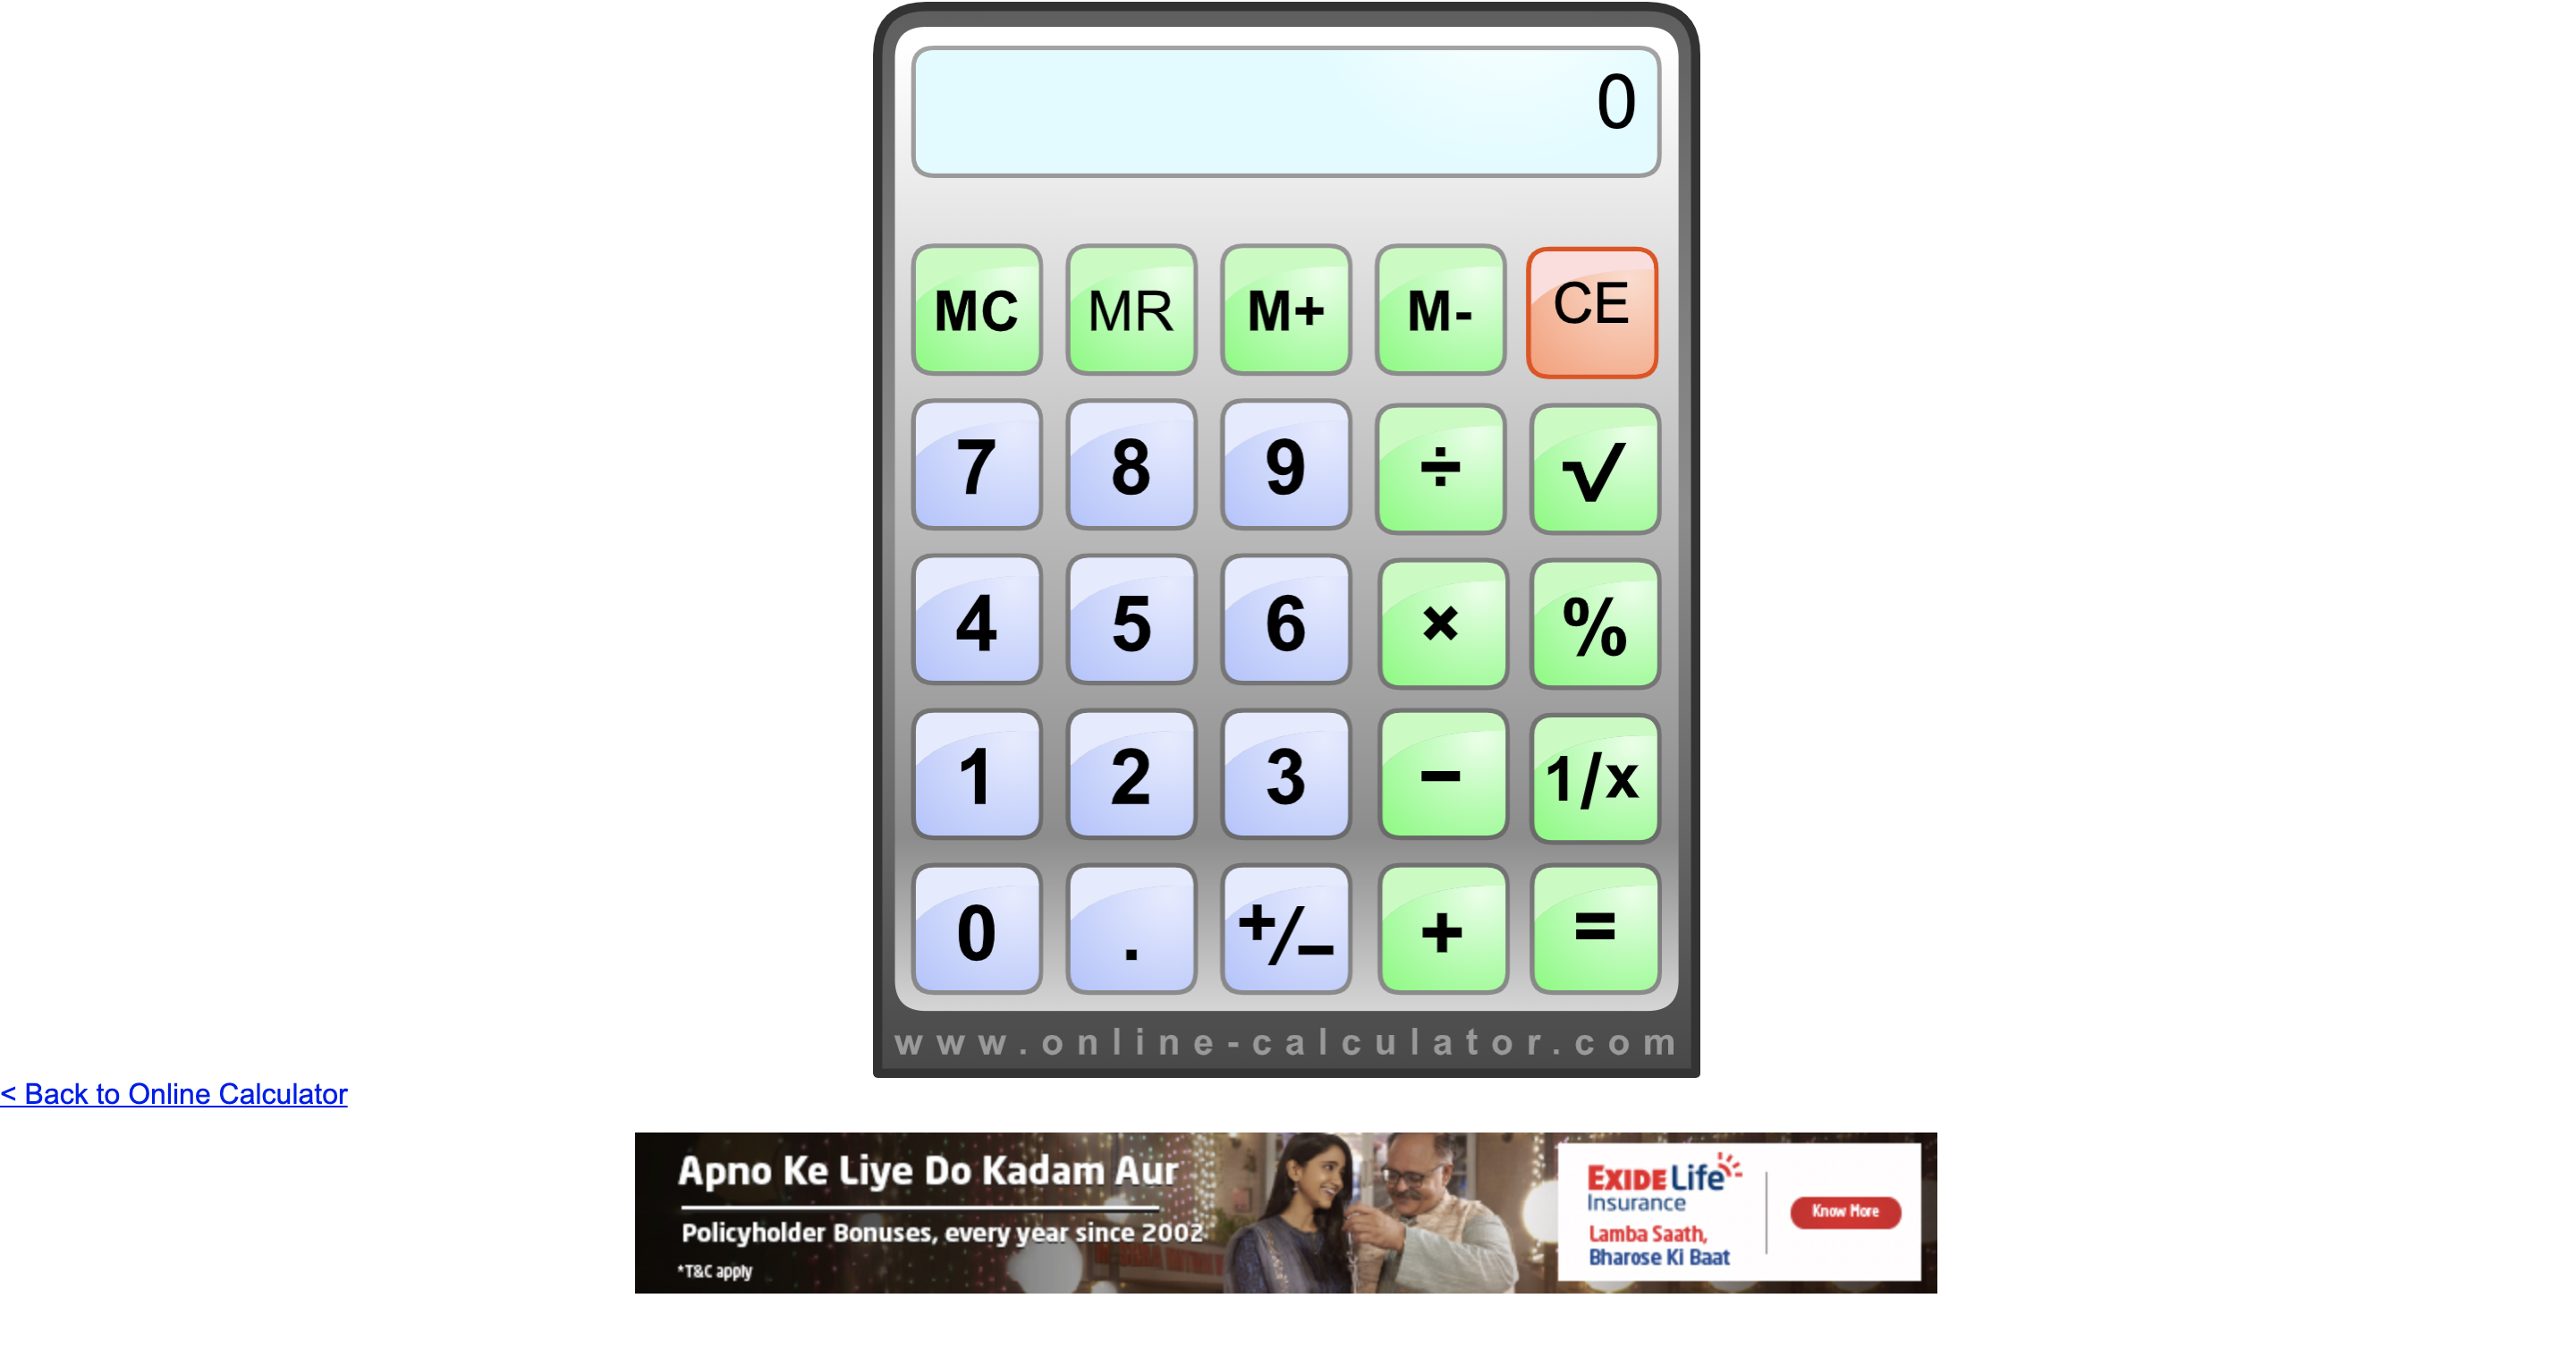 0
MC MR M+ M- CE
7 8 9 ÷ √
4 5 6 × %
1 2 3 − 1/x
0 . +/− + =
www.online-calculator.com
< Back to Online Calculator
Apno Ke Liye Do Kadam Aur
Policyholder Bonuses, every year since 2002
*T&C apply
EXIDE Life
Insurance
Lamba Saath,
Bharose Ki Baat
Know More